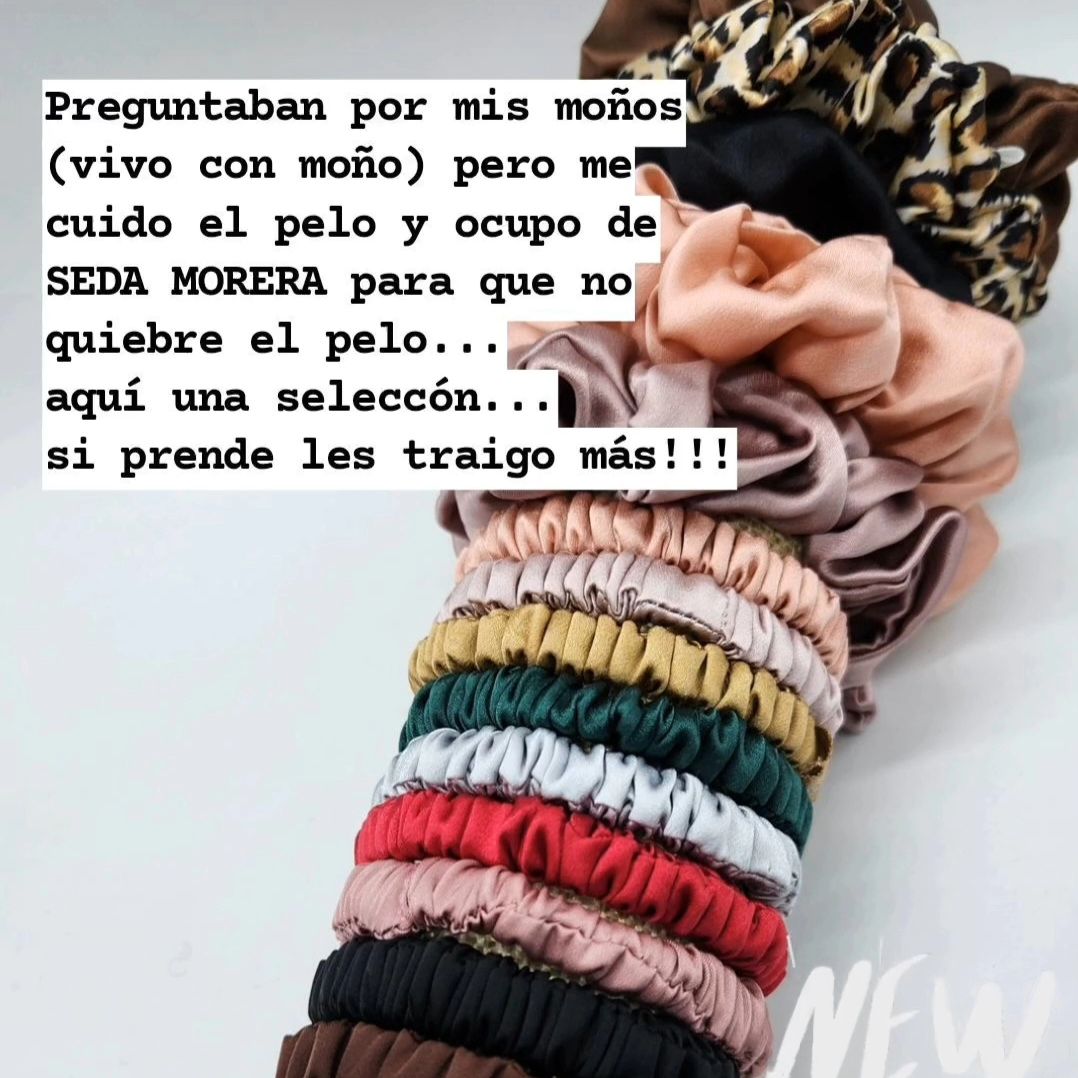 Preguntaban por mis moños
(vivo con moño) pero me
cuido el pelo y ocupo de
SEDA MORERA para que no
quiebre el pelo...
aquí una seleccón...
si prende les traigo más!!!
NEW